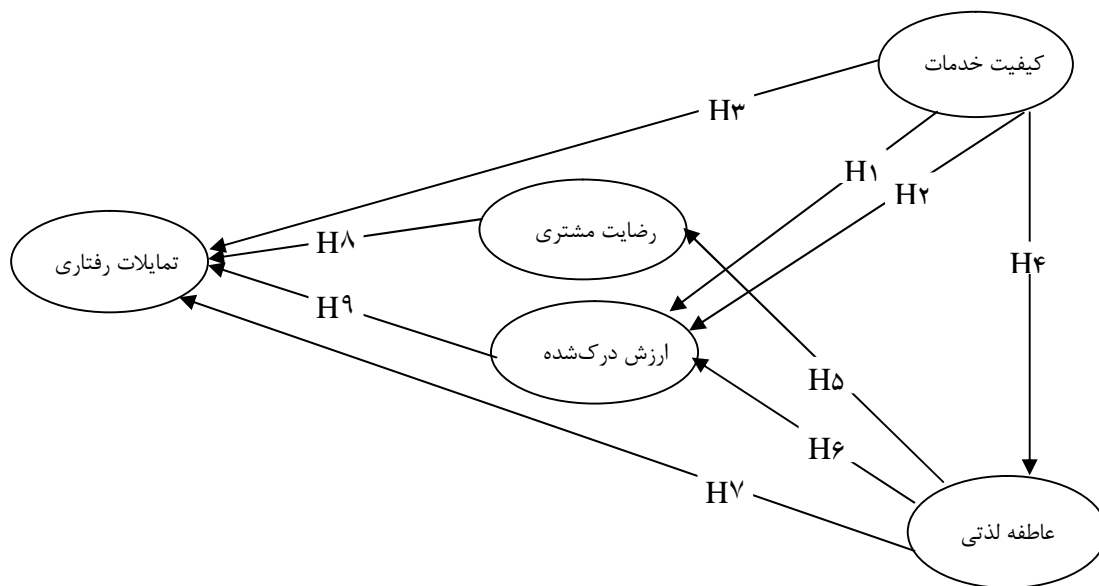 کیفیت خدمات
H۳
H۱
H۲
رضایت مشتری
H۸
تمایلات رفتاری
H۴
H۹
ارزش درک‌شده
H۵
H۶
H۷
عاطفه لذتی